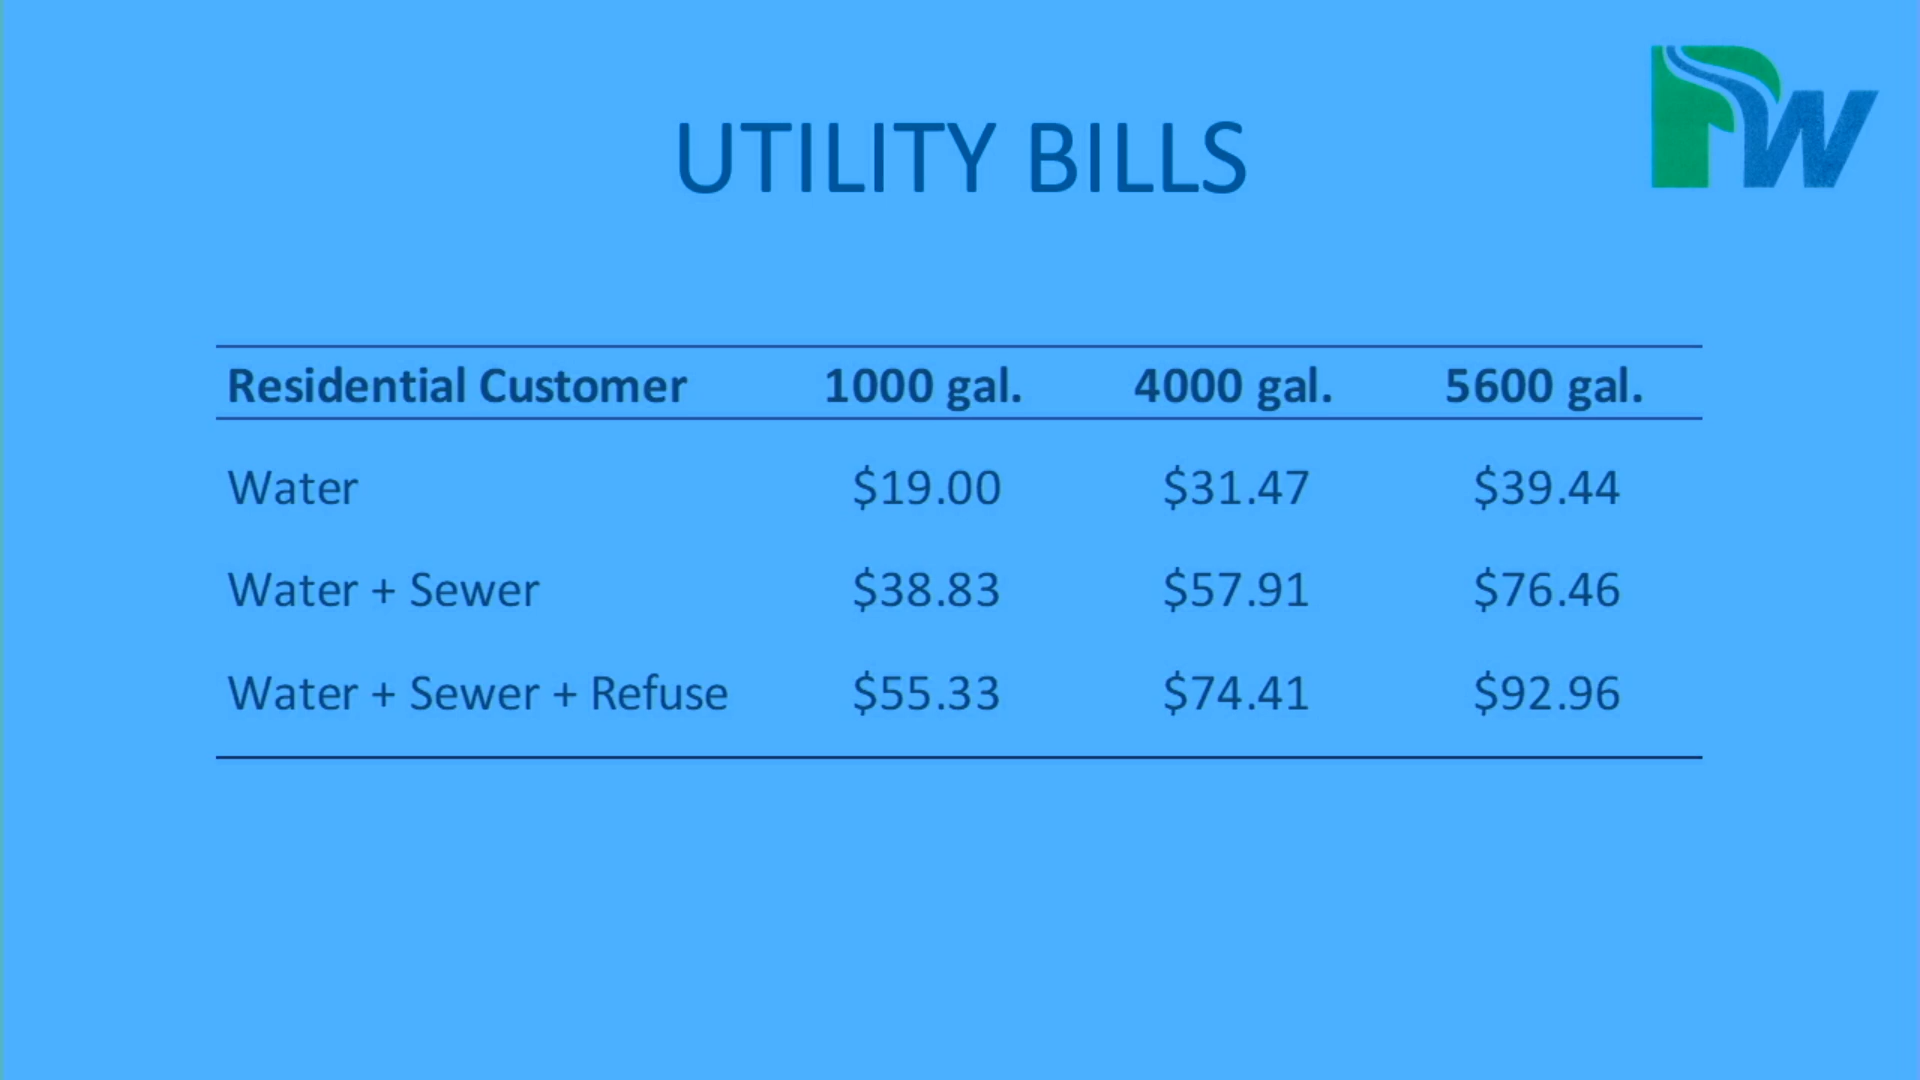 PW
UTILITY BILLS
Residential Customer 1000 gal. 4000 gal. 5600 gal.
Water $19.00 $31.47 $39.44
Water + Sewer $38.83 $57.91 $76.46
Water + Sewer + Refuse $55.33 $74.41 $92.96